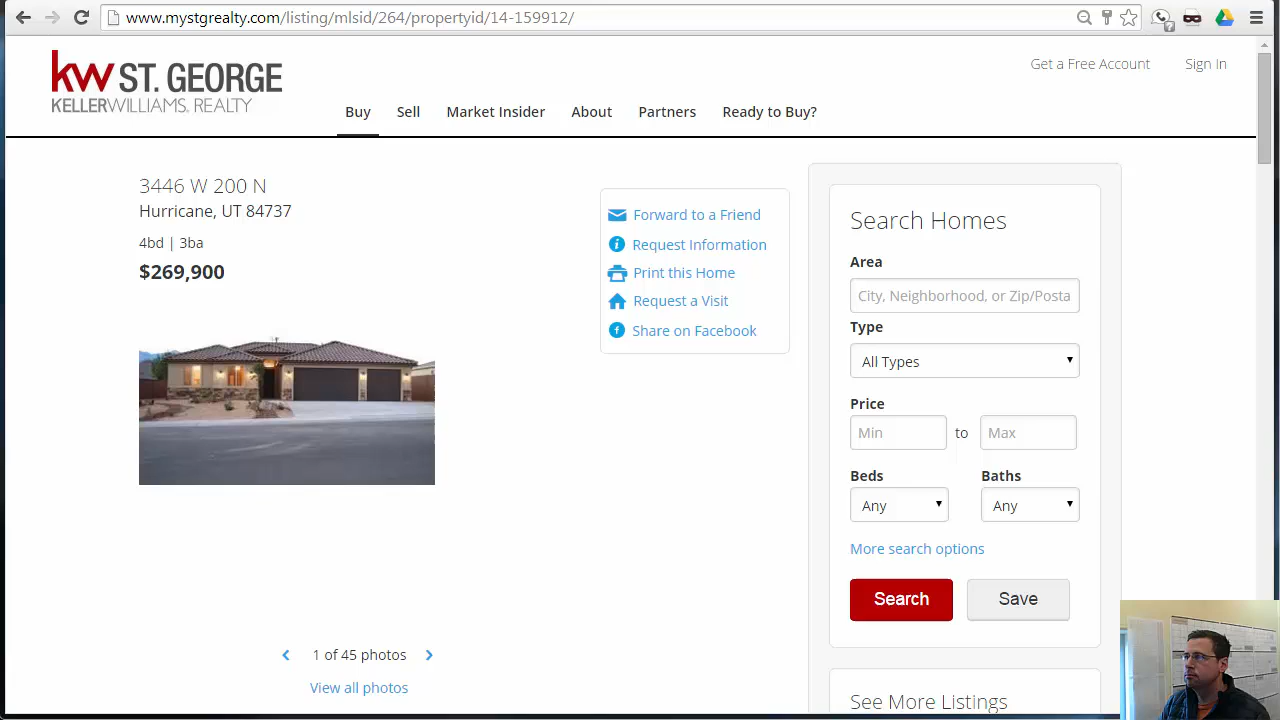 www.mystgrealty.com/listing/mlsid/264/propertyid/14-159912/
kw ST. GEORGE
KELLERWILLIAMS. REALTY
Get a Free Account
Sign In
Buy
Sell
Market Insider
About
Partners
Ready to Buy?
3446 W 200 N
Hurricane, UT 84737
4bd | 3ba
$269,900
Forward to a Friend
Request Information
Print this Home
Request a Visit
Share on Facebook
1 of 45 photos
View all photos
Search Homes
Area
City, Neighborhood, or Zip/Posta
Type
All Types
Price
Min to Max
Beds Baths
Any Any
More search options
Search Save
See More Listings